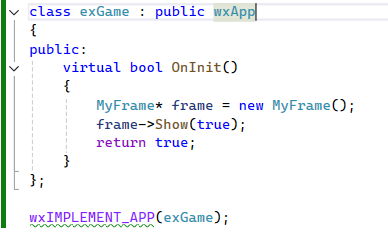 class exGame : public wxApp
{
public:
    virtual bool OnInit()
    {
        MyFrame* frame = new MyFrame();
        frame->Show(true);
        return true;
    }
};

wxIMPLEMENT_APP(exGame);